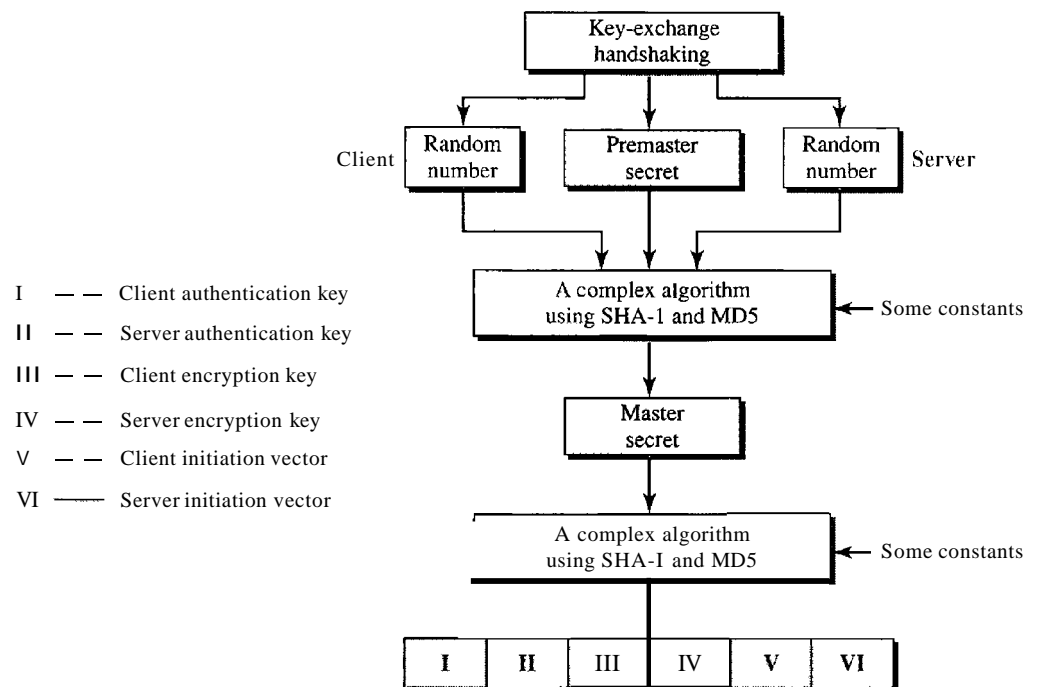 Key-exchange
handshaking
Client
Random
number
Premaster
secret
Random
number
Server
A complex algorithm
using SHA-1 and MD5
Some constants
Master
secret
A complex algorithm
using SHA-I and MD5
Some constants
I — — Client authentication key
II — — Server authentication key
III — — Client encryption key
IV — — Server encryption key
V — — Client initiation vector
VI —— Server initiation vector
I II III IV V VI